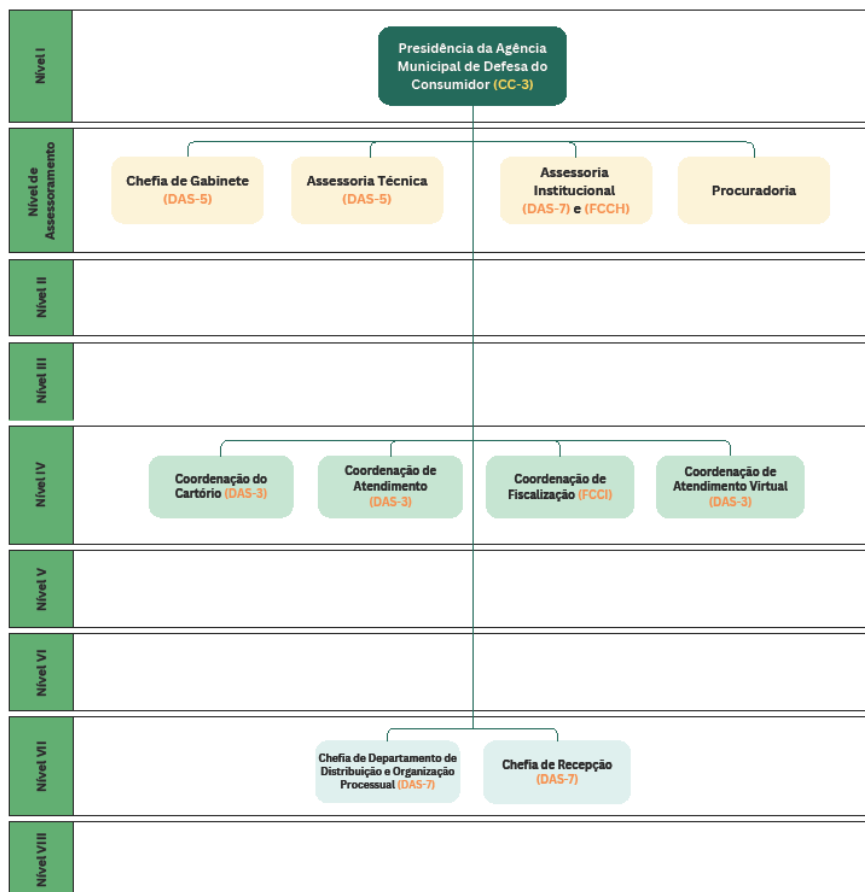 Nível I
Presidência da Agência
Municipal de Defesa do
Consumidor (CC-3)
Nível de
Assessoramento
Chefia de Gabinete
(DAS-5)
Assessoria Técnica
(DAS-5)
Assessoria
Institucional
(DAS-7) e (FCCH)
Procuradoria
Nível II
Nível III
Nível IV
Coordenação do
Cartório (DAS-3)
Coordenação de
Atendimento
(DAS-3)
Coordenação de
Fiscalização (FCCI)
Coordenação de
Atendimento Virtual
(DAS-3)
Nível V
Nível VI
Nível VII
Chefia de Departamento de
Distribuição e Organização
Processual (DAS-7)
Chefia de Recepção
(DAS-7)
Nível VIII